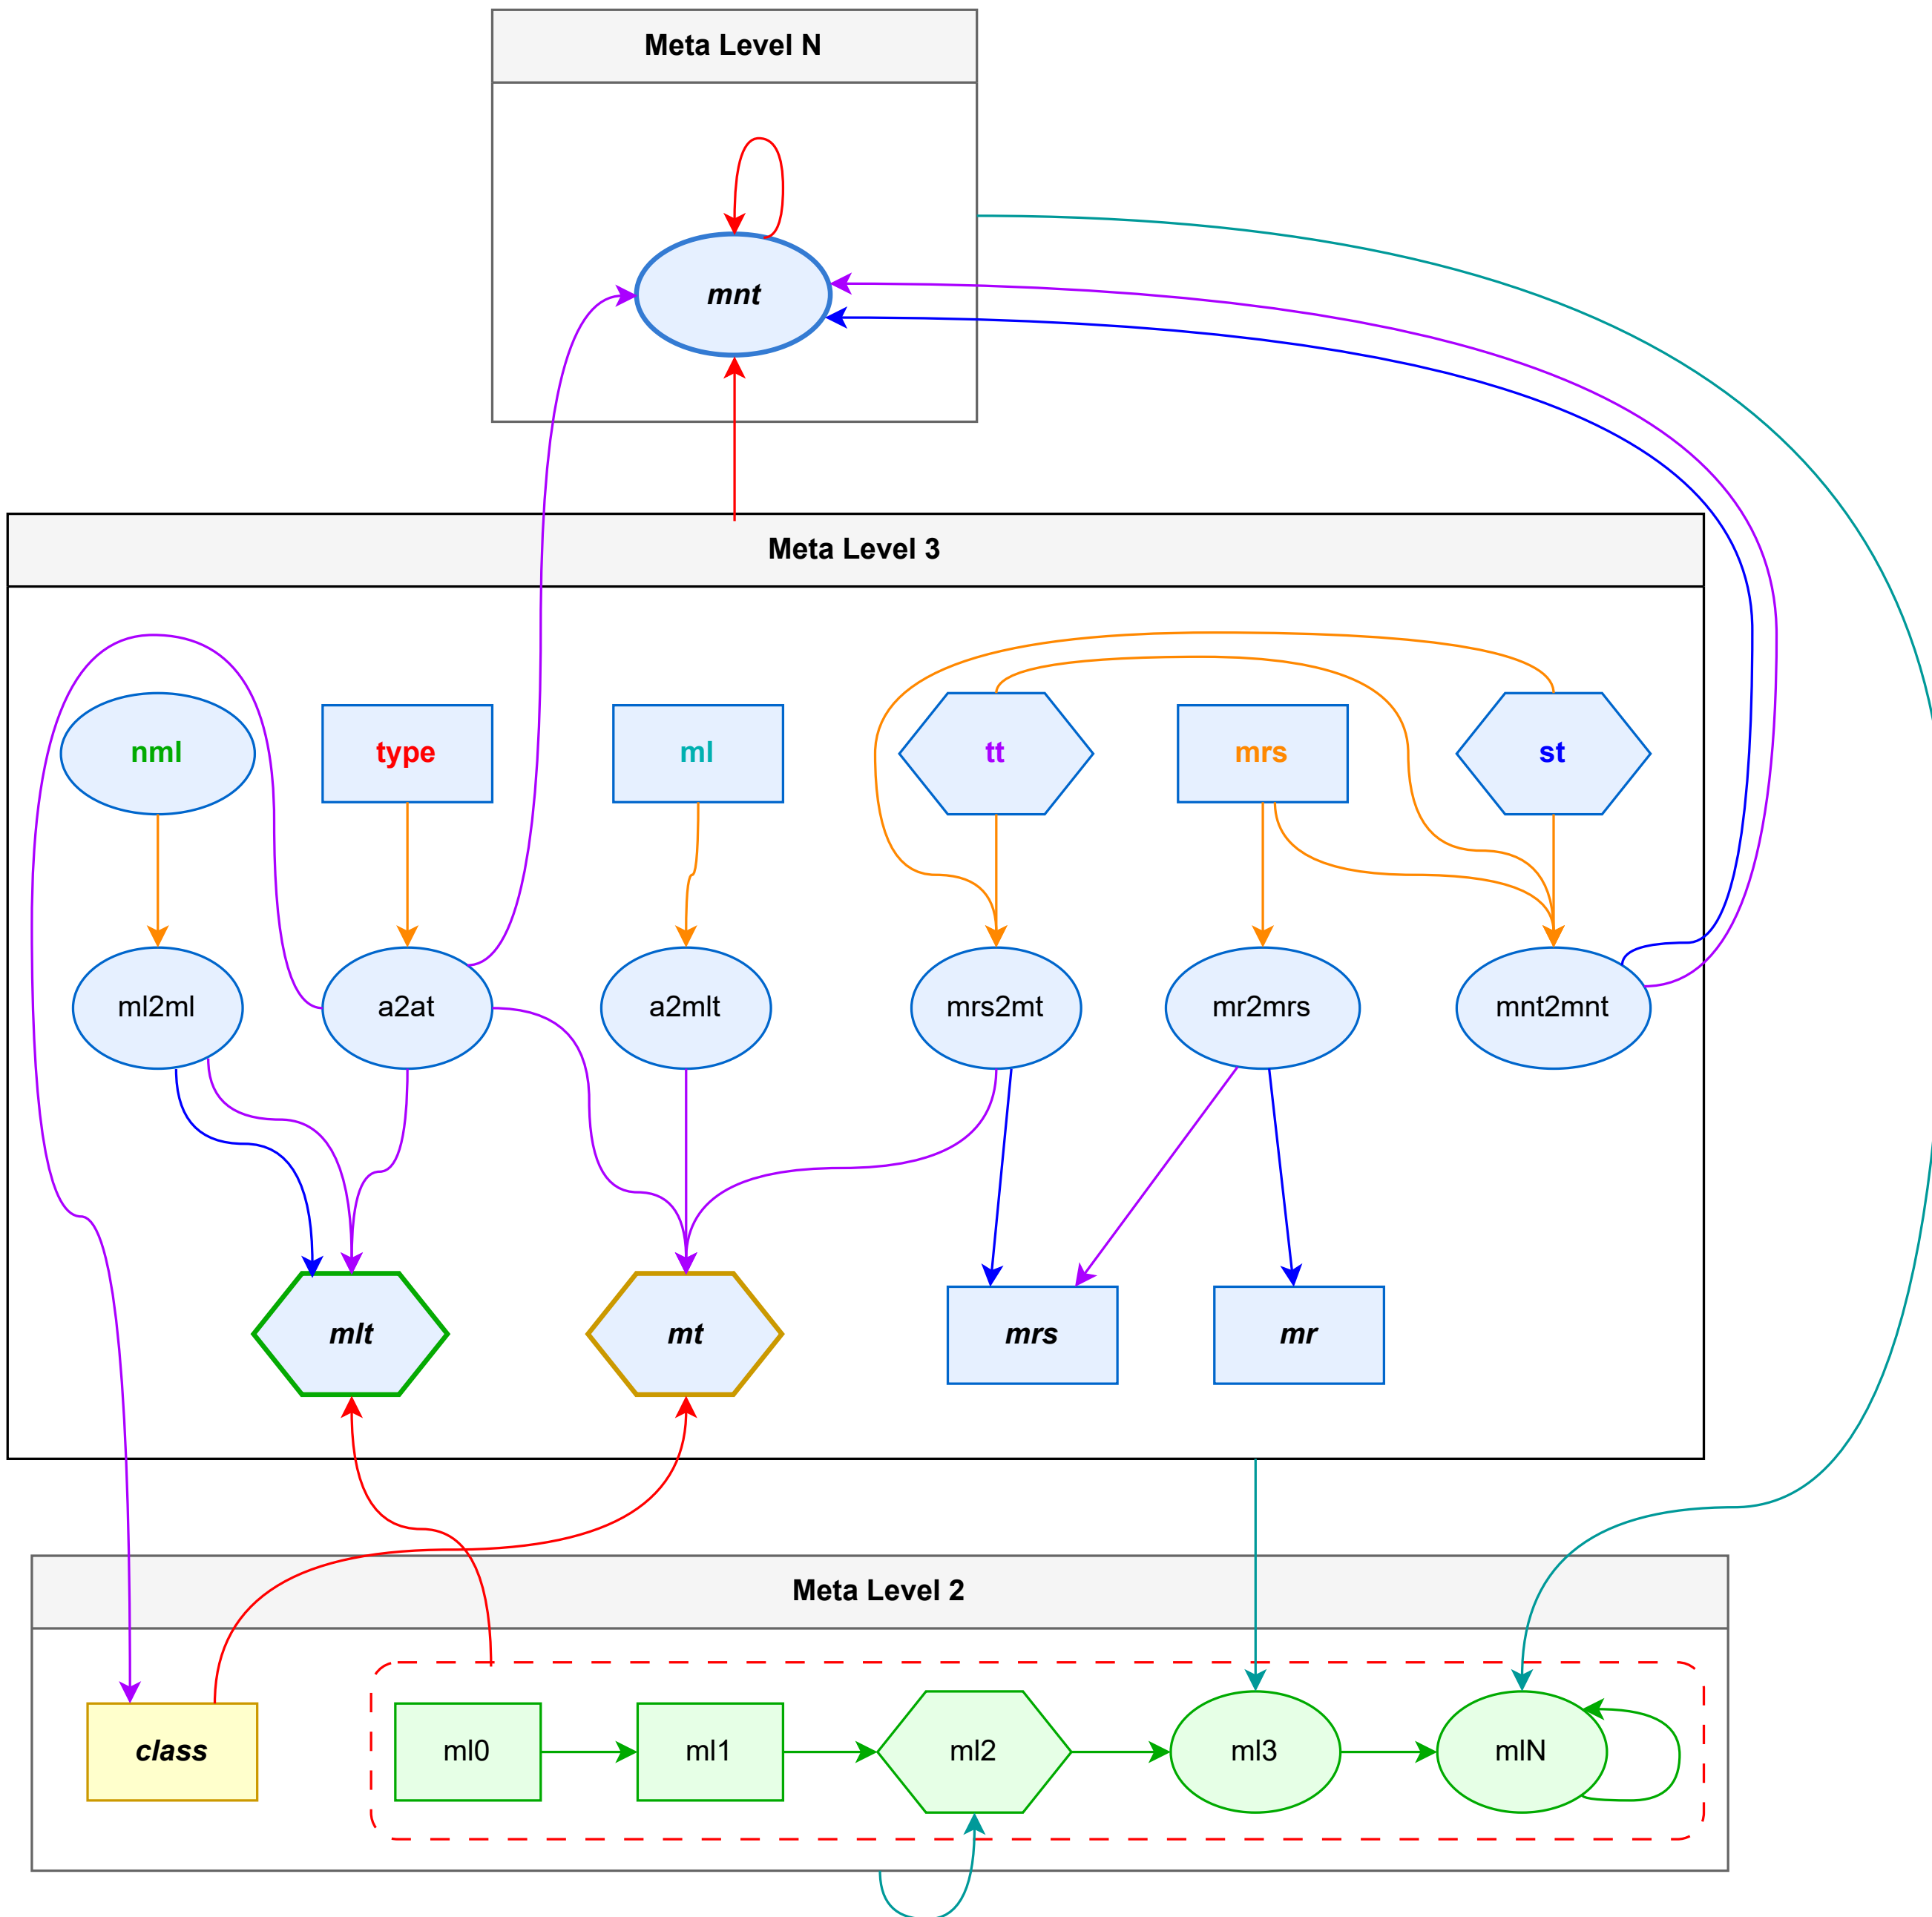 Meta Level N
mnt
Meta Level 3
nml
type
ml
tt
mrs
st
ml2ml
a2at
a2mlt
mrs2mt
mr2mrs
mnt2mnt
mlt
mt
mrs
mr
Meta Level 2
class
ml0
ml1
ml2
ml3
mlN